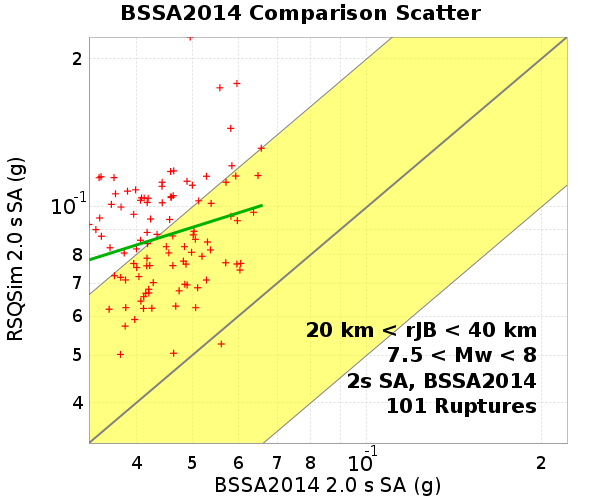 BSSA2014 Comparison Scatter
RSQSim 2.0 s SA (g)
2
10-1
8
7
6
5
4
20 km < rJB < 40 km
7.5 < Mw < 8
2s SA, BSSA2014
101 Ruptures
4 5 6 7 8 10-1 2
BSSA2014 2.0 s SA (g)